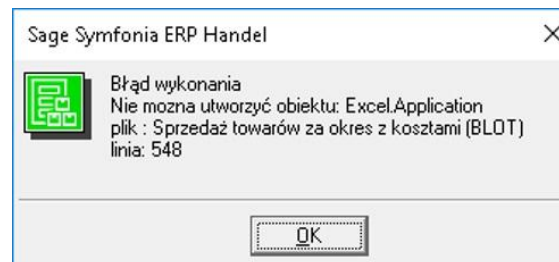 Sage Symfonia ERP Handel
Błąd wykonania
Nie mozna utworzyć obiektu: Excel.Application
plik : Sprzedaż towarów za okres z kosztami (BLOT)
linia: 548
OK